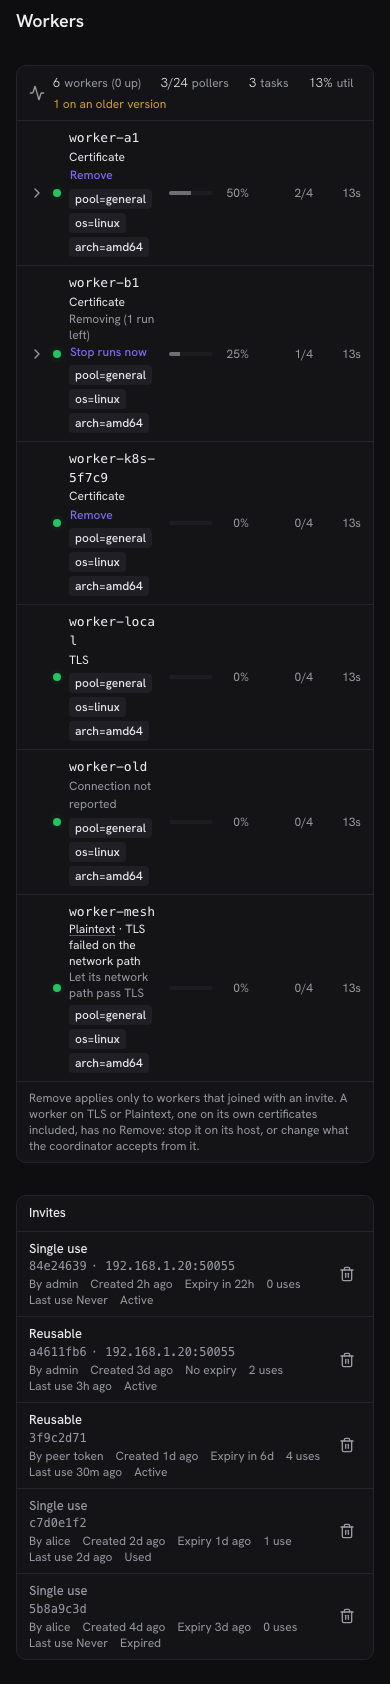 Workers
6 workers (0 up) 3/24 pollers 3 tasks 13% util
1 on an older version
worker-a1
Certificate
Remove
pool=general
os=linux
arch=amd64
50% 2/4 13s
worker-b1
Certificate
Removing (1 run
left)
Stop runs now
pool=general
os=linux
arch=amd64
25% 1/4 13s
worker-k8s-
5f7c9
Certificate
Remove
pool=general
os=linux
arch=amd64
0% 0/4 13s
worker-loca
l
TLS
pool=general
os=linux
arch=amd64
0% 0/4 13s
worker-old
Connection not
reported
pool=general
os=linux
arch=amd64
0% 0/4 13s
worker-mesh
Plaintext · TLS
failed on the
network path
Let its network
path pass TLS
pool=general
os=linux
arch=amd64
0% 0/4 13s
Remove applies only to workers that joined with an invite. A
worker on TLS or Plaintext, one on its own certificates
included, has no Remove: stop it on its host, or change what
the coordinator accepts from it.
Invites
Single use
84e24639 · 192.168.1.20:50055
By admin Created 2h ago Expiry in 22h 0 uses
Last use Never Active
Reusable
a4611fb6 · 192.168.1.20:50055
By admin Created 3d ago No expiry 2 uses
Last use 3h ago Active
Reusable
3f9c2d71
By peer token Created 1d ago Expiry in 6d 4 uses
Last use 30m ago Active
Single use
c7d0e1f2
By alice Created 2d ago Expiry 1d ago 1 use
Last use 2d ago Used
Single use
5b8a9c3d
By alice Created 4d ago Expiry 3d ago 0 uses
Last use Never Expired